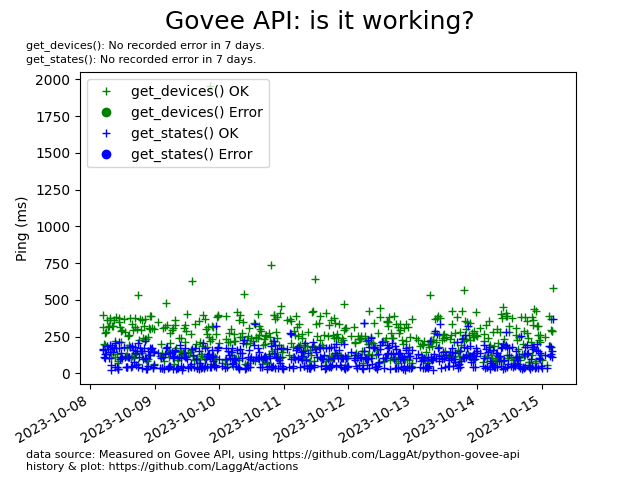 Govee API: is it working?
get_devices(): No recorded error in 7 days.
get_states(): No recorded error in 7 days.
2000
1750
1500
1250
1000
750
500
250
0
Ping (ms)
get_devices() OK
get_devices() Error
get_states() OK
get_states() Error
2023-10-08
2023-10-09
2023-10-10
2023-10-11
2023-10-12
2023-10-13
2023-10-14
2023-10-15
data source: Measured on Govee API, using https://github.com/LaggAt/python-govee-api
history & plot: https://github.com/LaggAt/actions